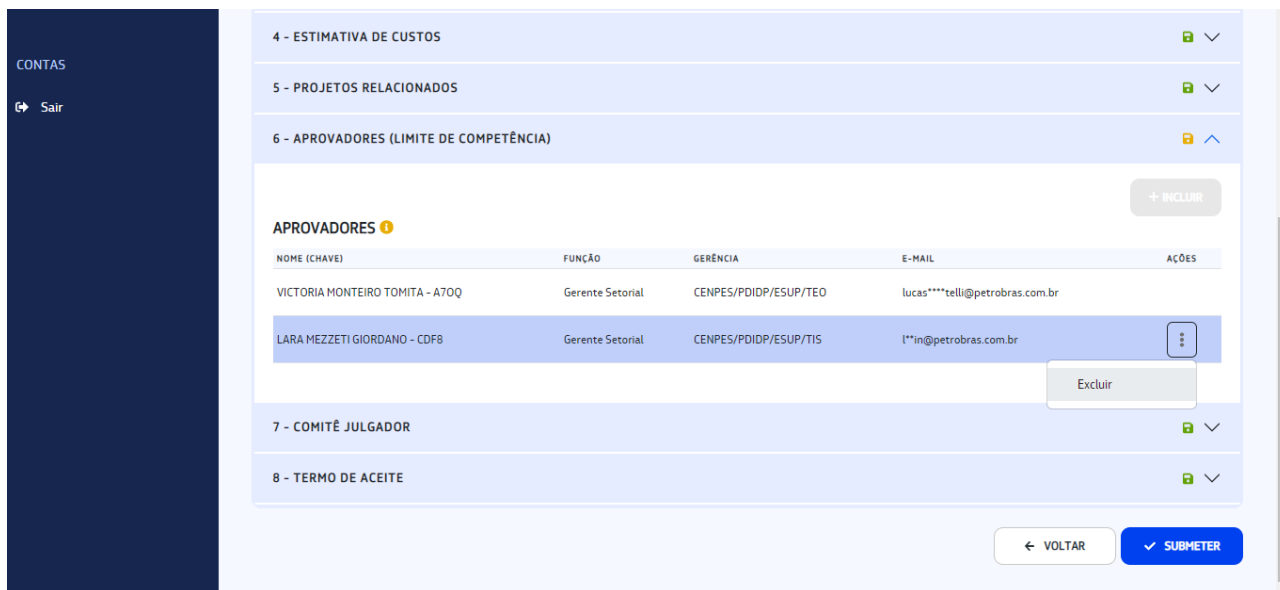 4 - ESTIMATIVA DE CUSTOS
CONTAS
5 - PROJETOS RELACIONADOS
Sair
6 - APROVADORES (LIMITE DE COMPETÊNCIA)
+ INCLUIR
APROVADORES
NOME (CHAVE) FUNÇÃO GERÊNCIA E-MAIL AÇÕES
VICTORIA MONTEIRO TOMITA - A7OQ Gerente Setorial CENPES/PDIDP/ESUP/TEO lucas****telli@petrobras.com.br
LARA MEZZETI GIORDANO - CDF8 Gerente Setorial CENPES/PDIDP/ESUP/TIS l**in@petrobras.com.br
Excluir
7 - COMITÊ JULGADOR
8 - TERMO DE ACEITE
VOLTAR
SUBMETER